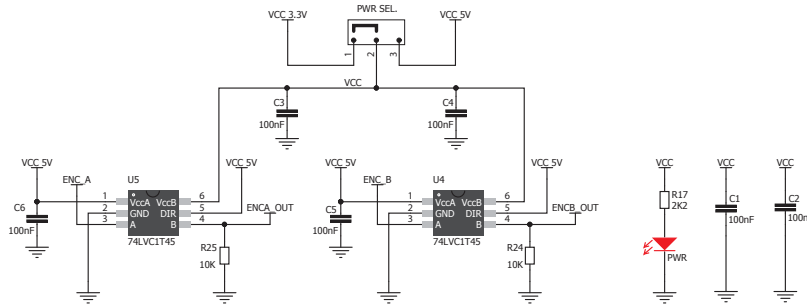 PWR SEL.
VCC 3.3V
VCC 5V
1
2
3
VCC
C3
100nF
C4
100nF
VCC 5V
ENC_A
U5
VCC 5V
C6
100nF
1
2
3
VccA
GND
A
VccB
DIR
B
6
5
4
ENCA_OUT
74LVC1T45
R25
10K
VCC 5V
ENC_B
U4
VCC 5V
C5
100nF
1
2
3
VccA
GND
A
VccB
DIR
B
6
5
4
ENCB_OUT
74LVC1T45
R24
10K
VCC
R17
2K2
PWR
VCC
C1
100nF
VCC
C2
100n